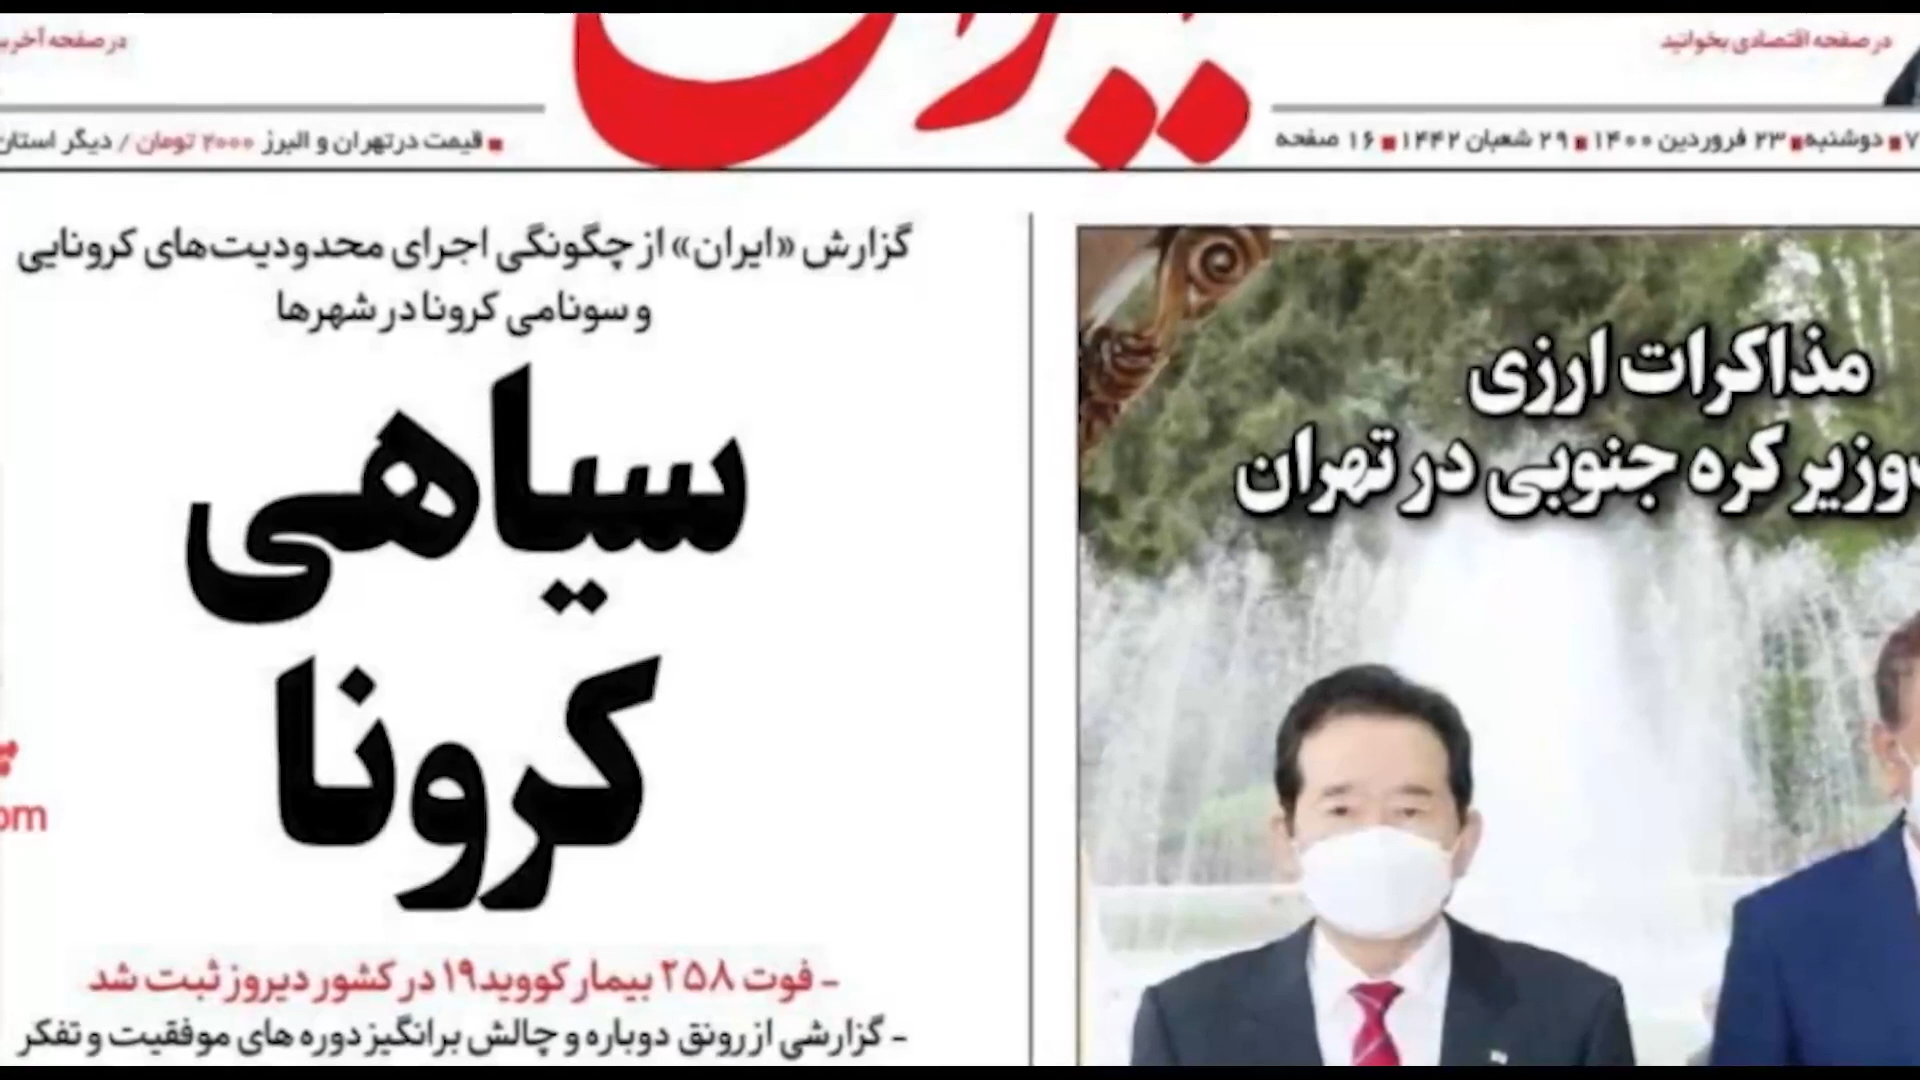 در صفحه اقتصادی بخوانید
در صفحه آخر
دوشنبه ■ ۲۳ فروردین ۱۴۰۰ ■ ۲۹ شعبان ۱۴۴۲ ■ ۱۶ صفحه
■ قیمت در تهران و البرز ۲۰۰۰ تومان / دیگر استان
گزارش «ایران» از چگونگی اجرای محدودیت‌های کرونایی
و سونامی کرونا در شهرها
سیاهی
کرونا
- فوت ۲۵۸ بیمار کووید۱۹ در کشور دیروز ثبت شد
- گزارشی از رونق دوباره و چالش برانگیز دوره های موفقیت و تفکر
مذاکرات ارزی
وزیر کره جنوبی در تهران